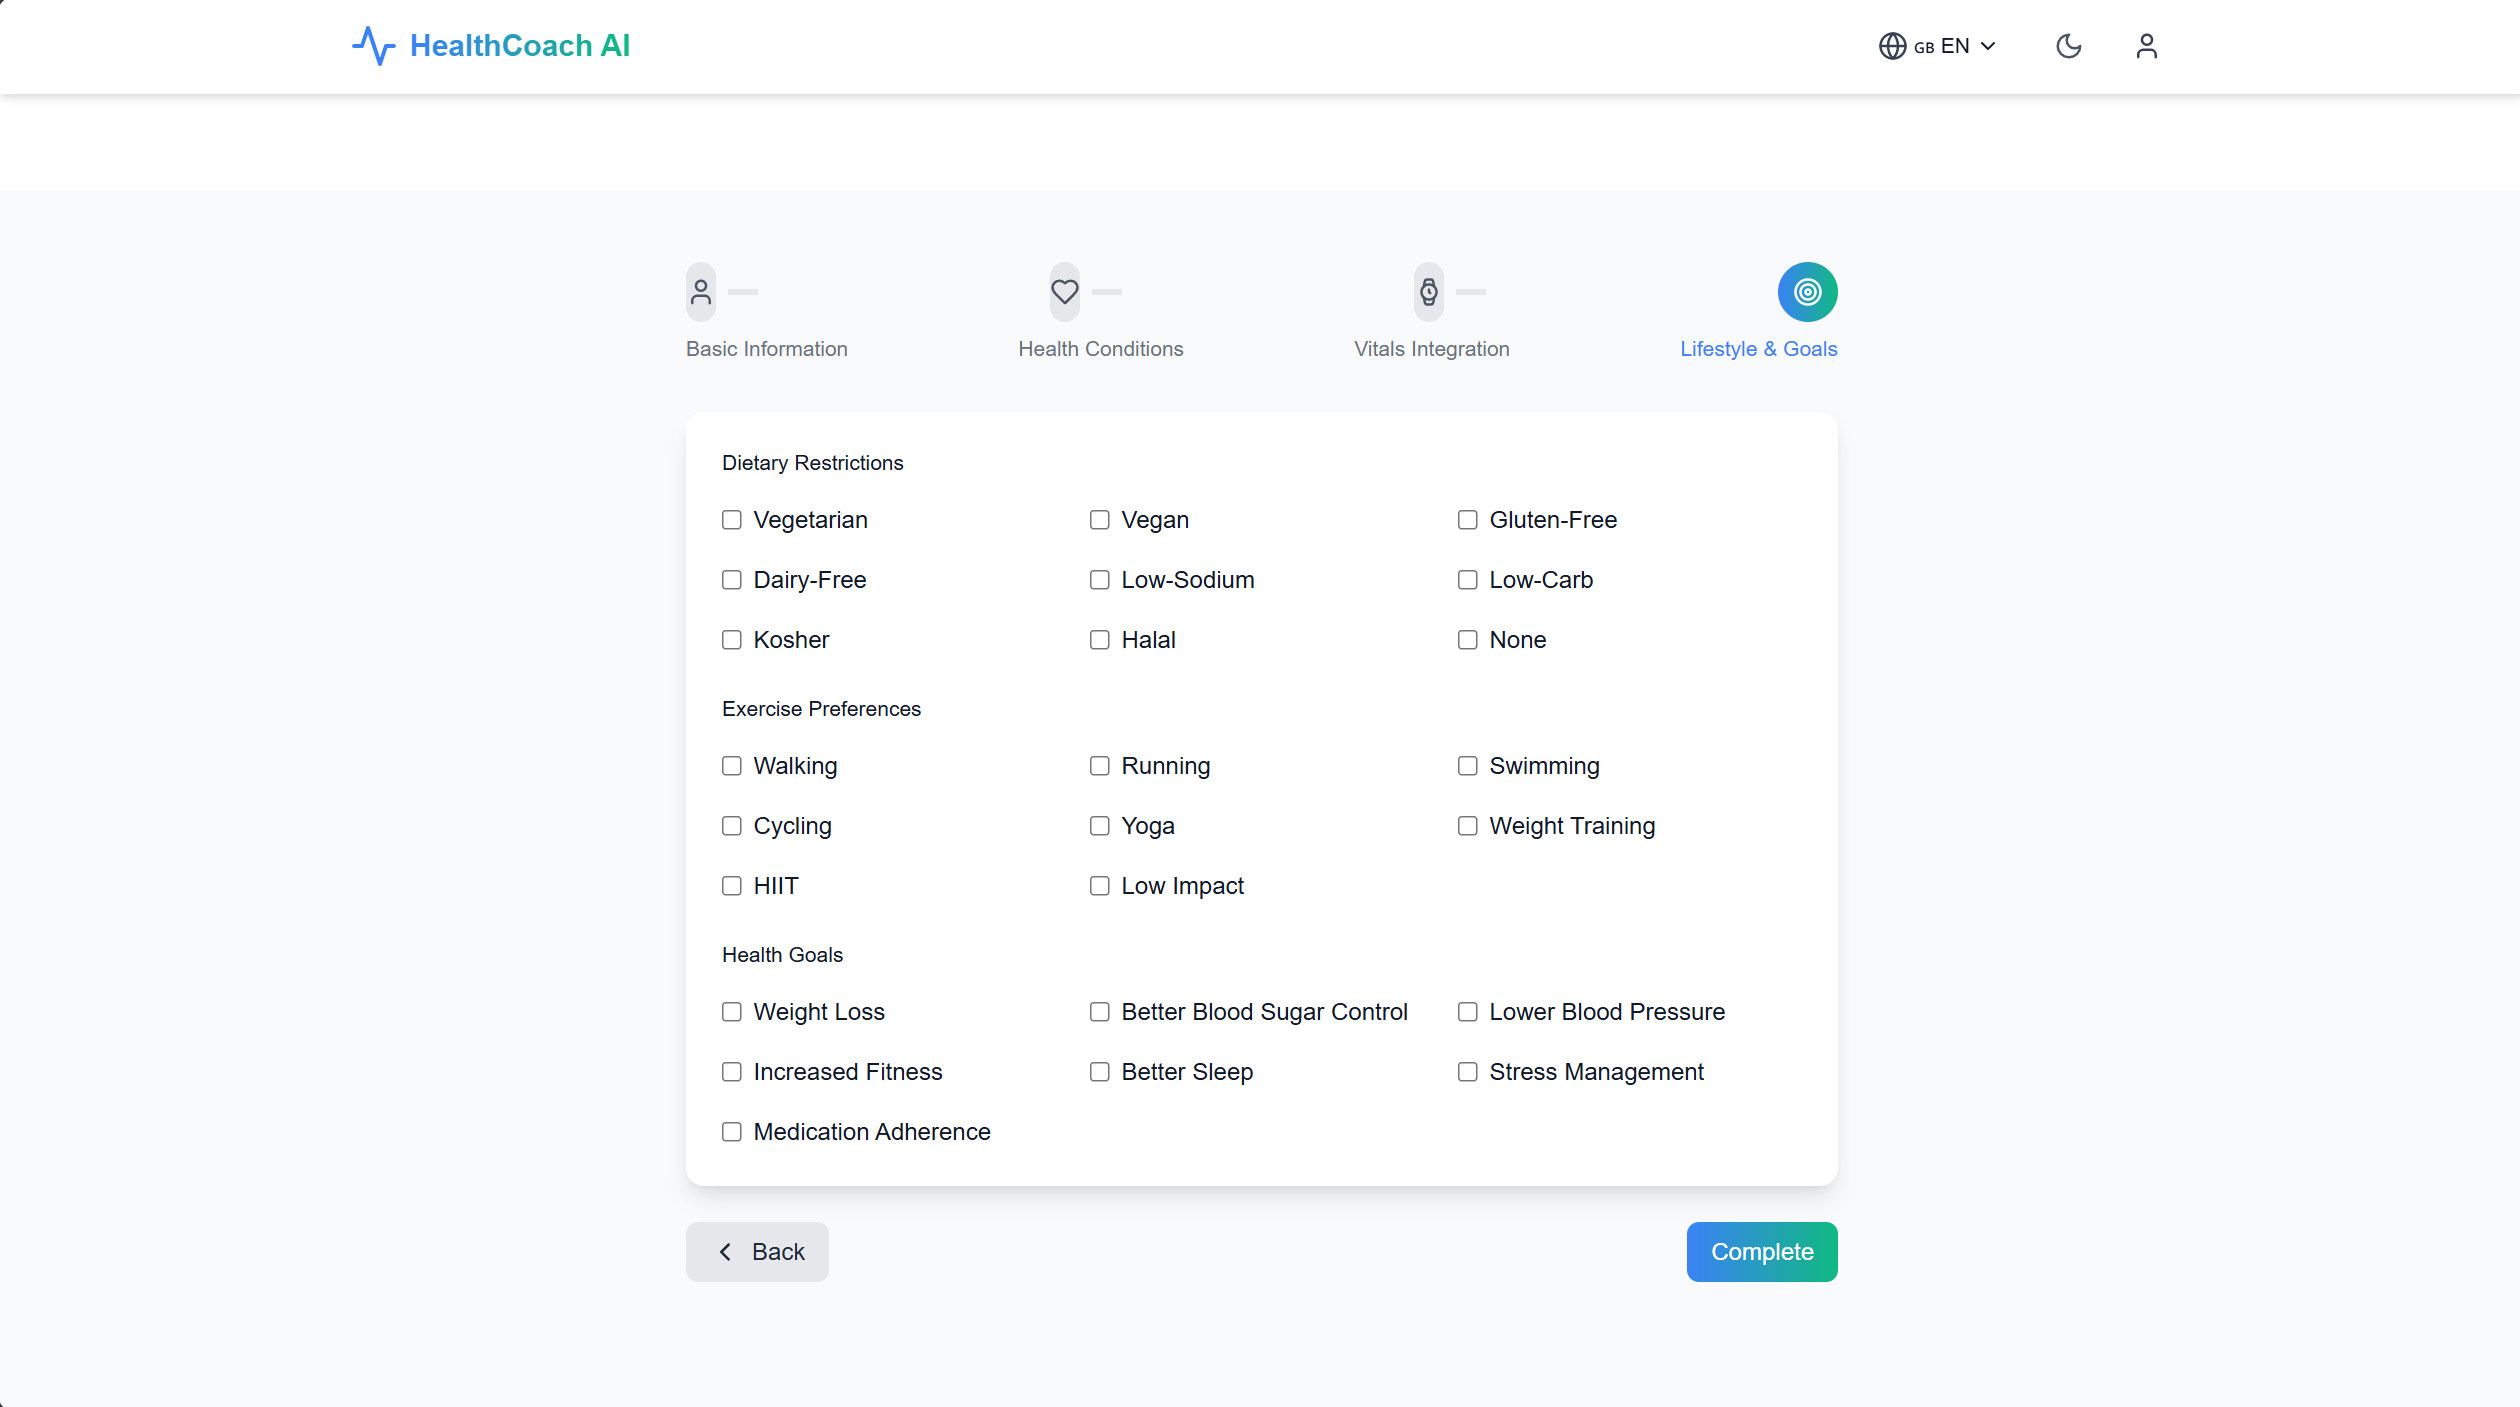 HealthCoach AI
GB EN
Basic Information
Health Conditions
Vitals Integration
Lifestyle & Goals
Dietary Restrictions
Vegetarian
Vegan
Gluten-Free
Dairy-Free
Low-Sodium
Low-Carb
Kosher
Halal
None
Exercise Preferences
Walking
Running
Swimming
Cycling
Yoga
Weight Training
HIIT
Low Impact
Health Goals
Weight Loss
Better Blood Sugar Control
Lower Blood Pressure
Increased Fitness
Better Sleep
Stress Management
Medication Adherence
Back
Complete